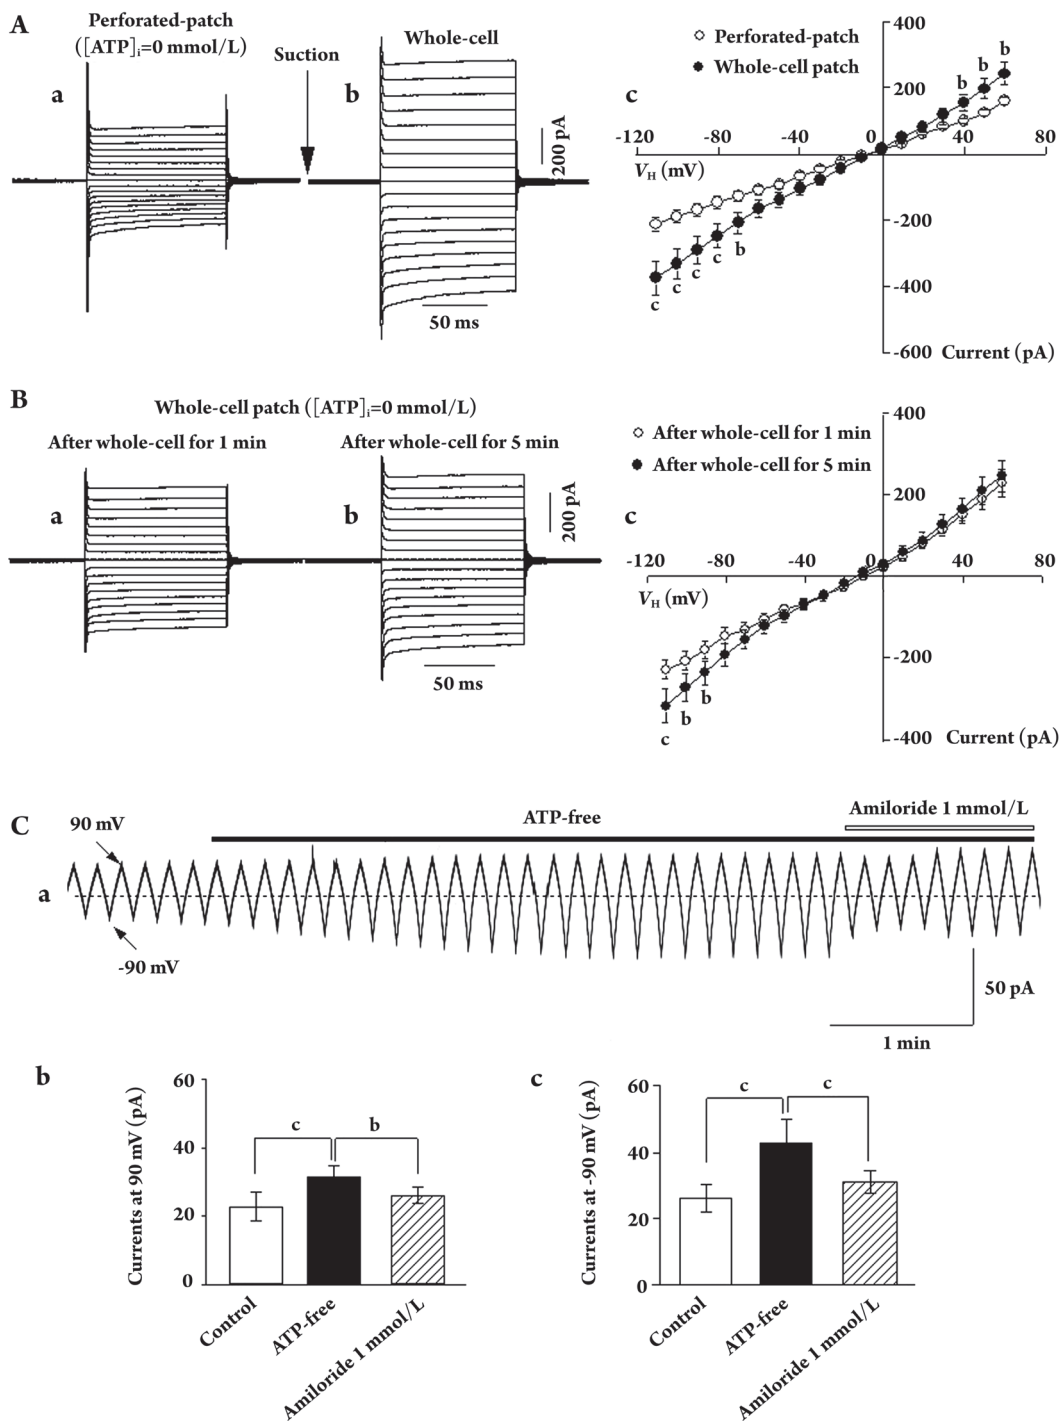 A
Perforated-patch
([ATP]i=0 mmol/L)
Suction
Whole-cell
a
b
200 pA
50 ms
c
Perforated-patch
Whole-cell patch
400
200
-200
-400
-600
-120
-80
-40
0
40
80
VH (mV)
Current (pA)
b
b
b
b
c
c
c
c
B
Whole-cell patch ([ATP]i=0 mmol/L)
After whole-cell for 1 min
After whole-cell for 5 min
a
b
200 pA
50 ms
c
After whole-cell for 1 min
After whole-cell for 5 min
400
200
-200
-400
-120
-80
-40
0
40
80
VH (mV)
Current (pA)
b
b
c
C
90 mV
ATP-free
Amiloride 1 mmol/L
a
-90 mV
50 pA
1 min
b
Currents at 90 mV (pA)
60
40
20
0
c
b
Control
ATP-free
Amiloride 1 mmol/L
c
Currents at -90 mV (pA)
60
40
20
0
c
c
Control
ATP-free
Amiloride 1 mmol/L